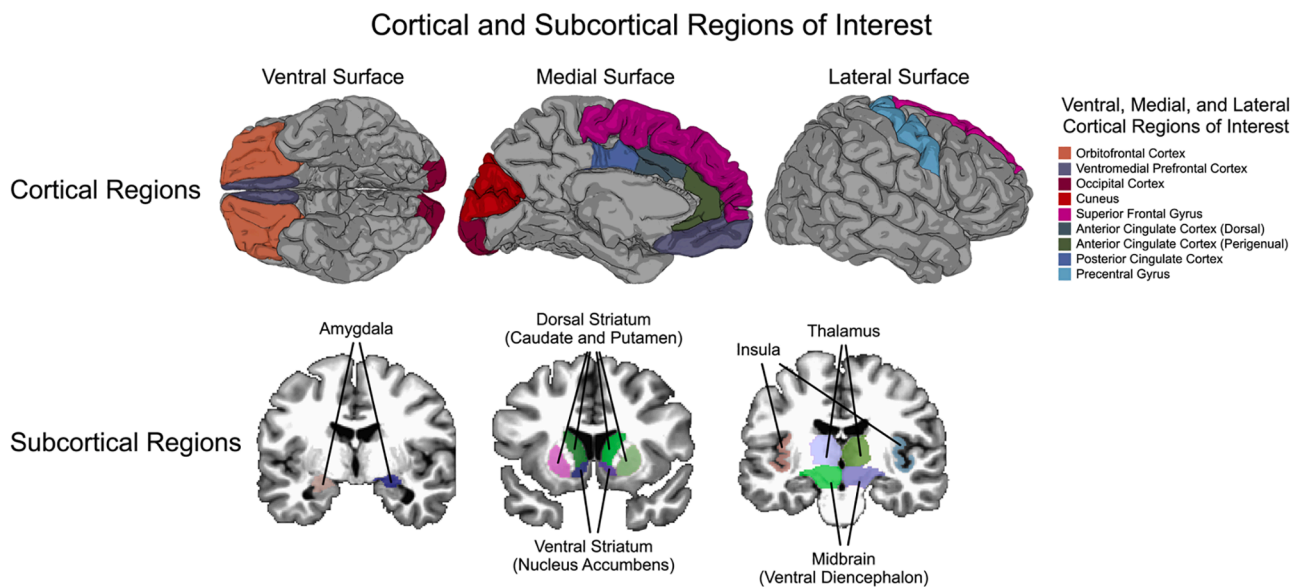 Cortical and Subcortical Regions of Interest
Ventral Surface
Medial Surface
Lateral Surface
Cortical Regions
Ventral, Medial, and Lateral
Cortical Regions of Interest
Orbitofrontal Cortex
Ventromedial Prefrontal Cortex
Occipital Cortex
Cuneus
Superior Frontal Gyrus
Anterior Cingulate Cortex (Dorsal)
Anterior Cingulate Cortex (Perigenual)
Posterior Cingulate Cortex
Precentral Gyrus
Subcortical Regions
Amygdala
Dorsal Striatum
(Caudate and Putamen)
Ventral Striatum
(Nucleus Accumbens)
Insula
Thalamus
Midbrain
(Ventral Diencephalon)